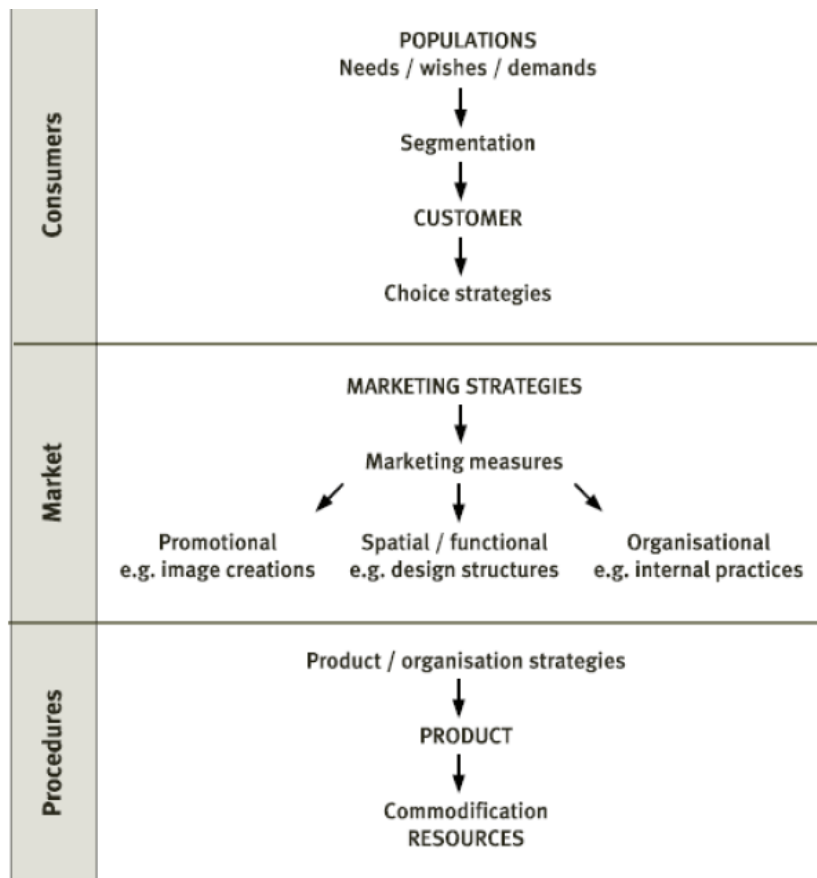 Consumers
POPULATIONS
Needs / wishes / demands
Segmentation
CUSTOMER
Choice strategies
Market
MARKETING STRATEGIES
Marketing measures
Promotional
e.g. image creations
Spatial / functional
e.g. design structures
Organisational
e.g. internal practices
Procedures
Product / organisation strategies
PRODUCT
Commodification
RESOURCES